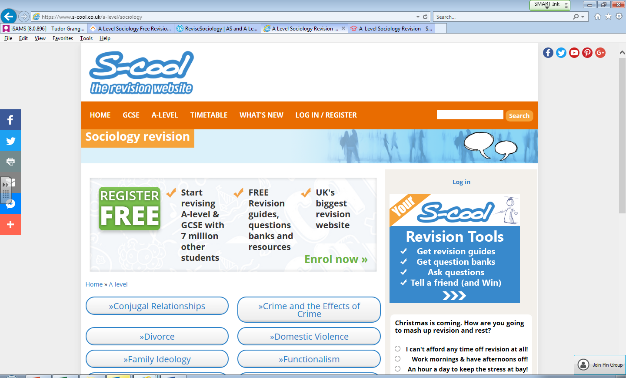 SMART Ink
https://www.s-cool.co.uk/a-level/sociology
Search...
SIMS (8.0.896)
A Level Sociology Free Revisio...
ReviseSociology | AS and A Le...
A Level Sociology Revision - S...
A Level Sociology Revision - S...
File Edit View Favorites Tools Help
S-cool
the revision website
HOME GCSE A-LEVEL TIMETABLE WHAT'S NEW LOG IN / REGISTER
Search
Sociology revision
REGISTER
FREE
Start
revising
A-level &
GCSE with
7 million
other
students
FREE
Revision
guides,
questions
banks and
resources
UK's
biggest
revision
website
Enrol now »
Log in
Your
S-cool
Revision Tools
Get revision guides
Get question banks
Ask questions
Tell a friend (and Win)
Home » A level
»Conjugal Relationships
»Crime and the Effects of
Crime
»Divorce
»Domestic Violence
»Family Ideology
»Functionalism
Christmas is coming. How are you going
to mash up revision and rest?
I can't afford any time off revision at all!
Work mornings & have afternoons off!
An hour a day to keep the stress at bay!